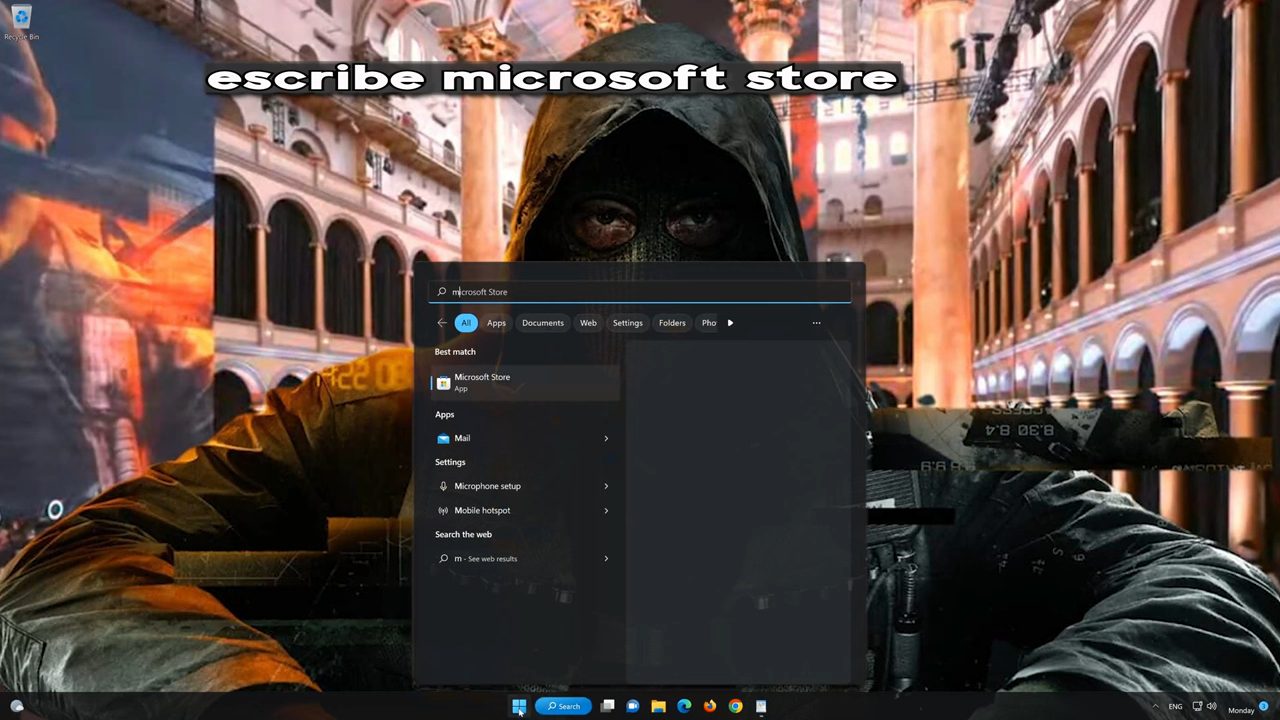 Recycle Bin
escribe microsoft store
microsoft Store
All Apps Documents Web Settings Folders Pho
Best match
Microsoft Store
App
Apps
Mail
Settings
Microphone setup
Mobile hotspot
Search the web
m - See web results
Search
ENG
Monday 3